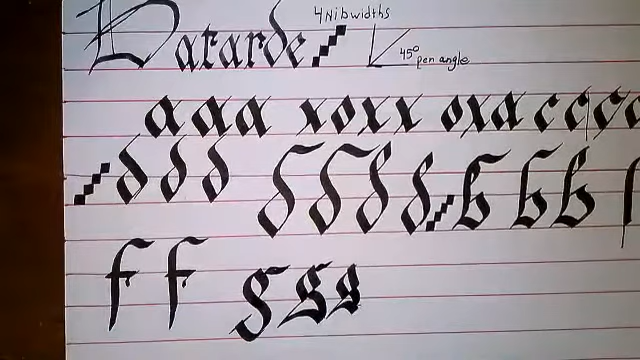 Batarde 4 Nibwidths 45° pen angle
a a a x o x x o x a c c c
d d d d d d d b b b
f f g s s